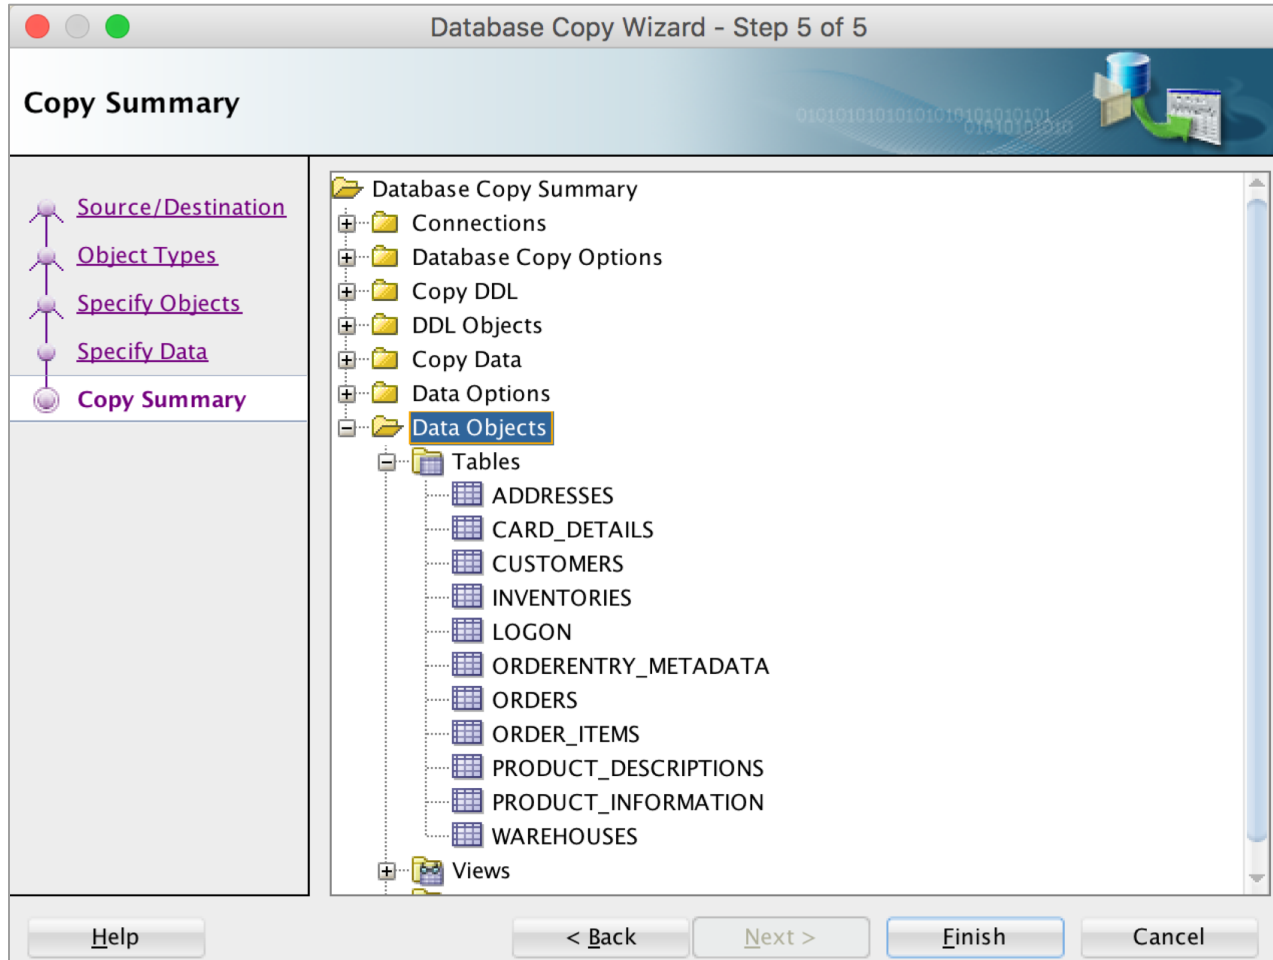 Database Copy Wizard - Step 5 of 5
Copy Summary
0101010101010101010101010101
01010101010
Source/Destination
Object Types
Specify Objects
Specify Data
Copy Summary
Database Copy Summary
Connections
Database Copy Options
Copy DDL
DDL Objects
Copy Data
Data Options
Data Objects
Tables
ADDRESSES
CARD_DETAILS
CUSTOMERS
INVENTORIES
LOGON
ORDERENTRY_METADATA
ORDERS
ORDER_ITEMS
PRODUCT_DESCRIPTIONS
PRODUCT_INFORMATION
WAREHOUSES
Views
Help
< Back
Next >
Finish
Cancel